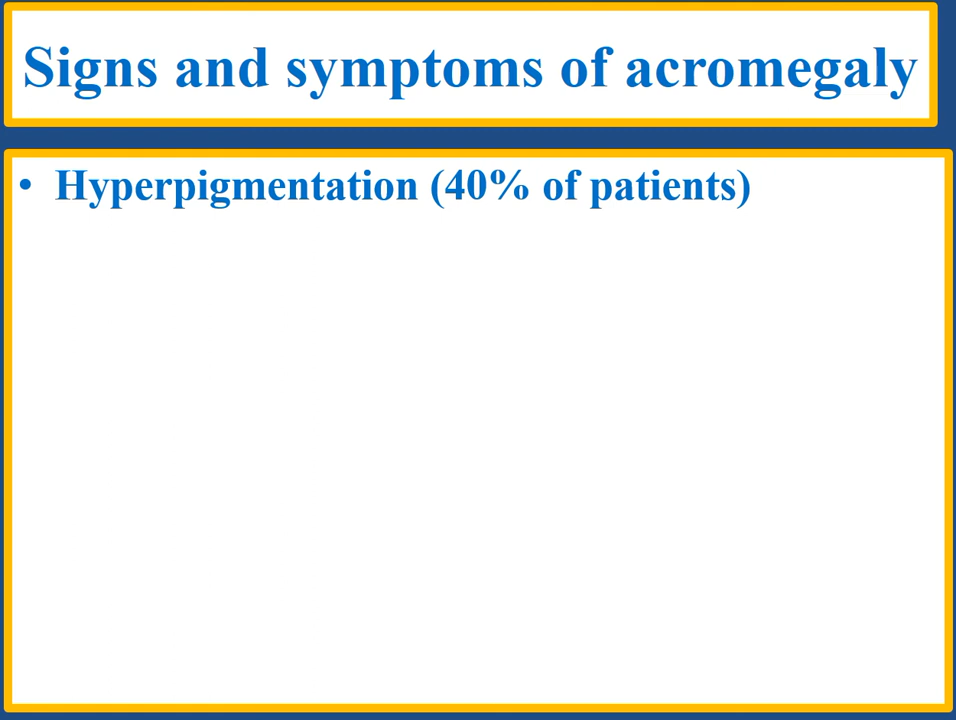 Signs and symptoms of acromegaly
• Hyperpigmentation (40% of patients)